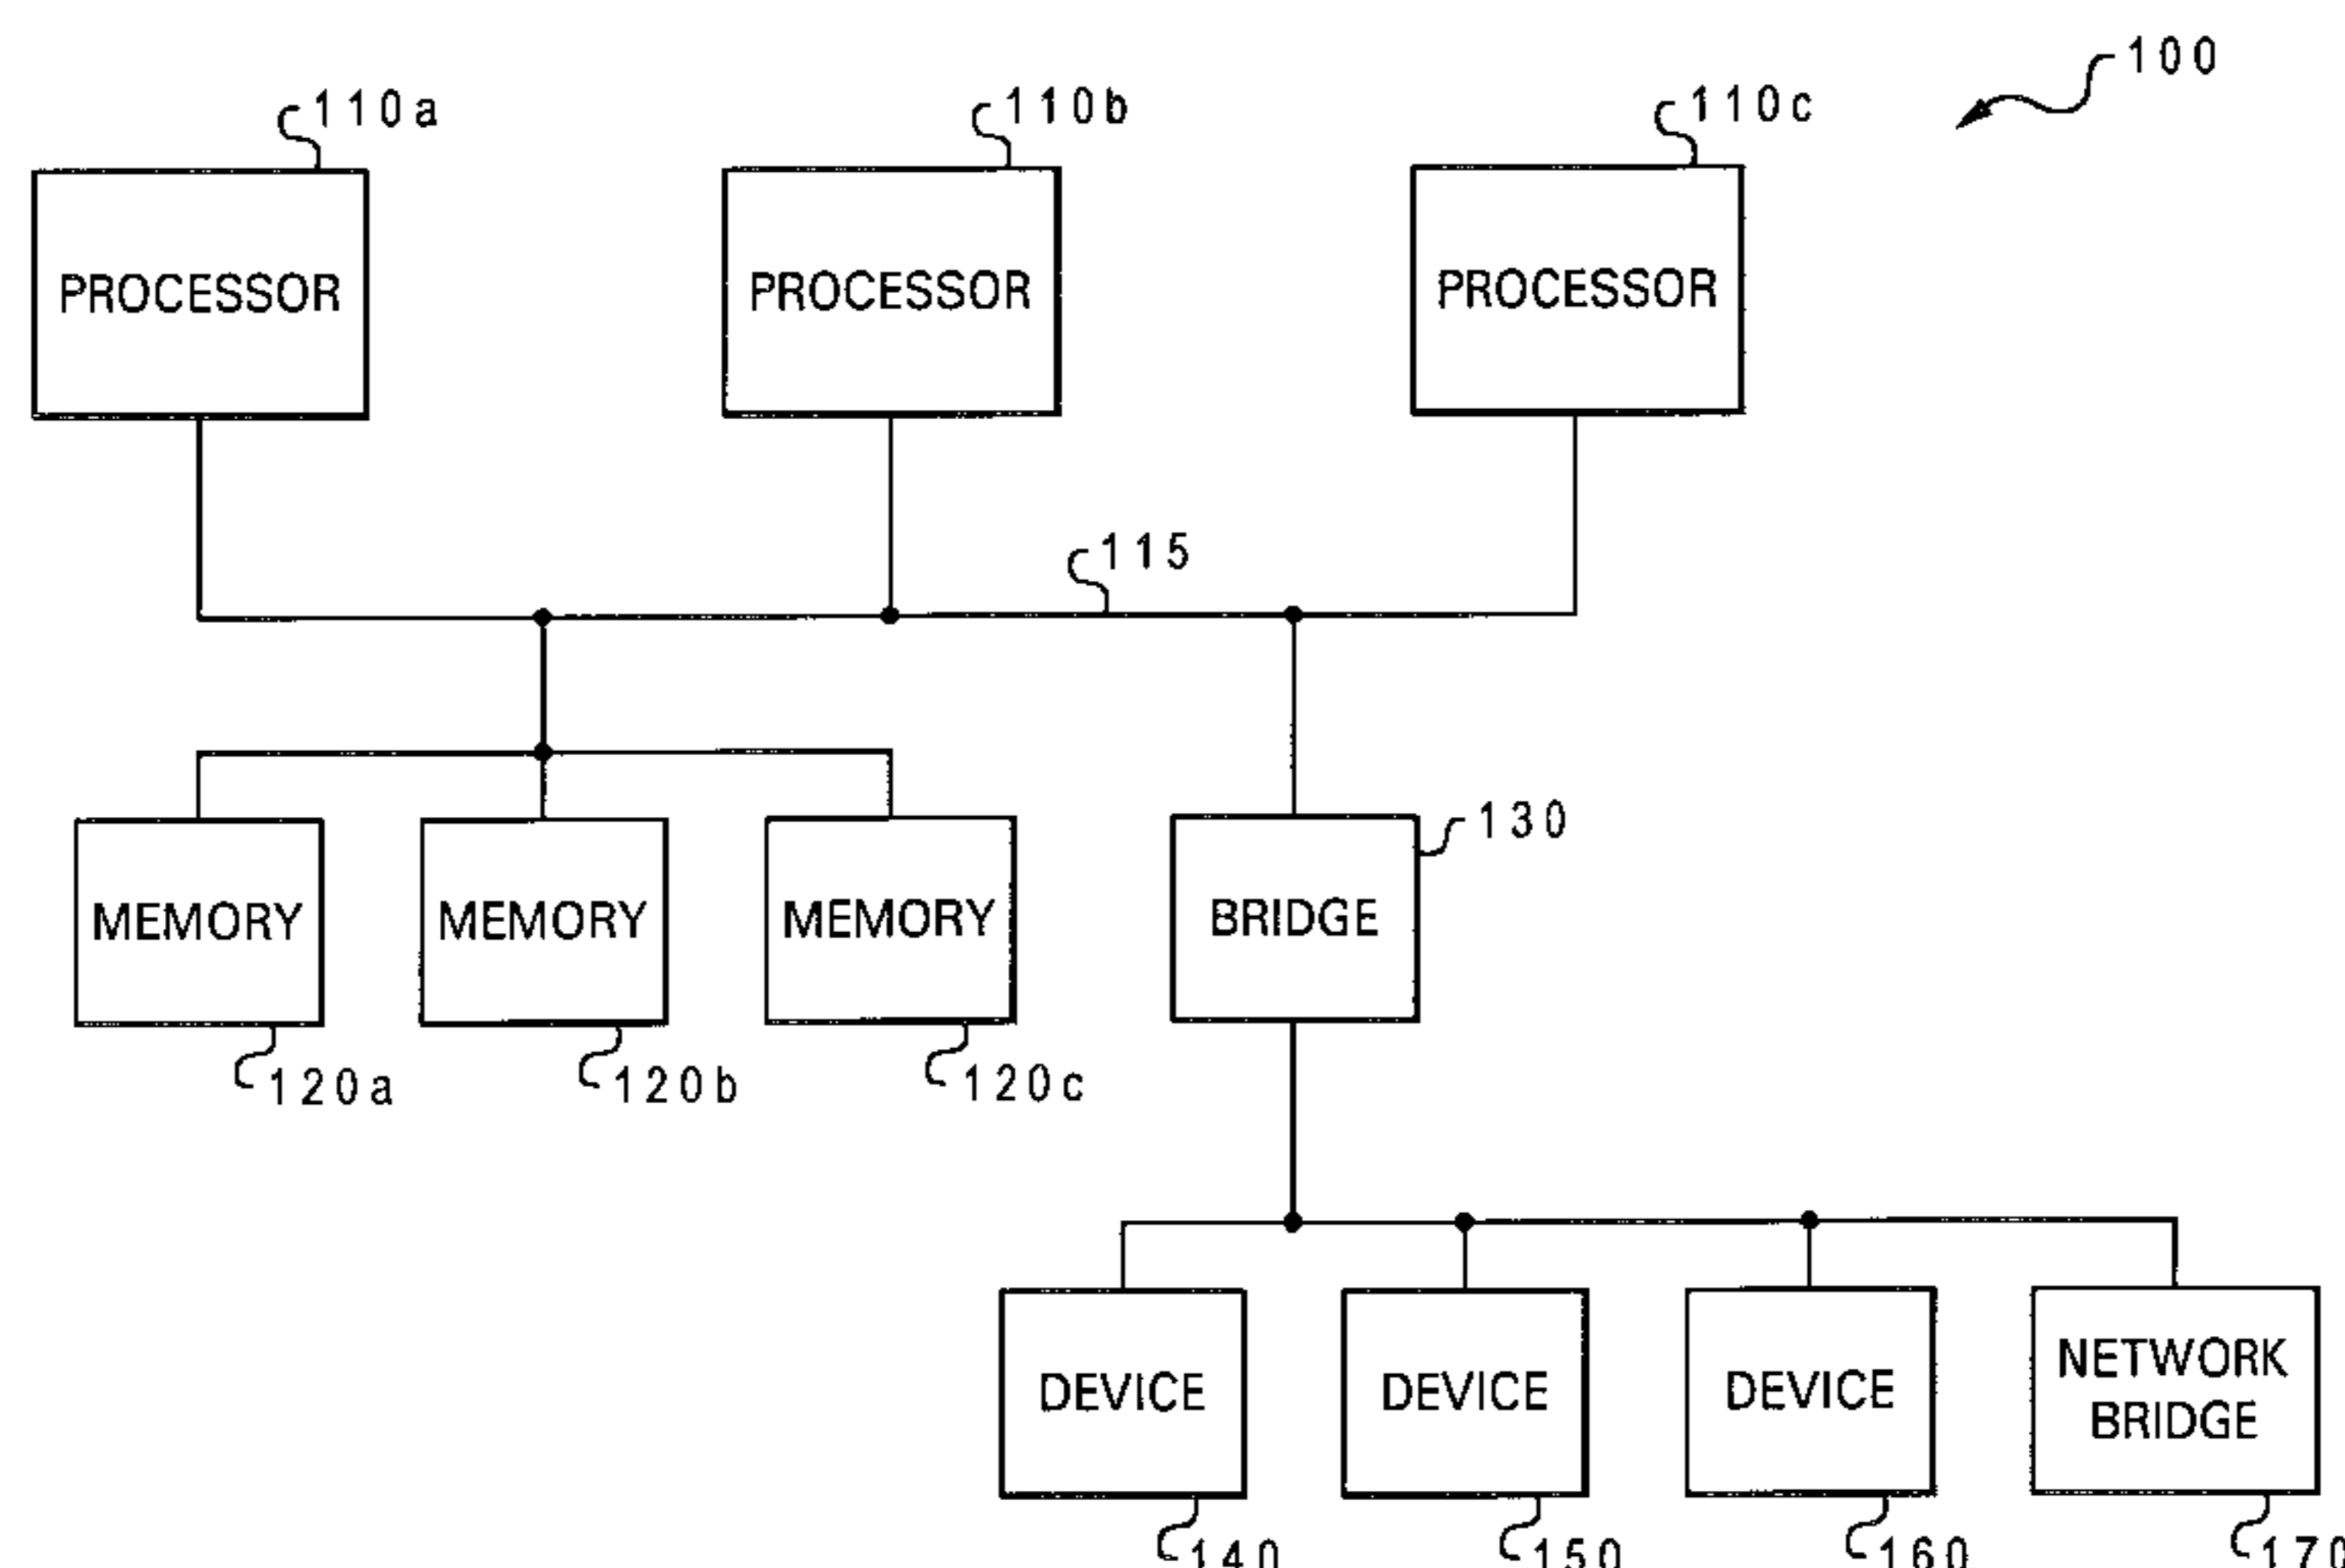 100
110a
110b
110c
PROCESSOR
PROCESSOR
PROCESSOR
115
130
MEMORY
MEMORY
MEMORY
BRIDGE
120a
120b
120c
DEVICE
DEVICE
DEVICE
NETWORK
BRIDGE
140
150
160
170